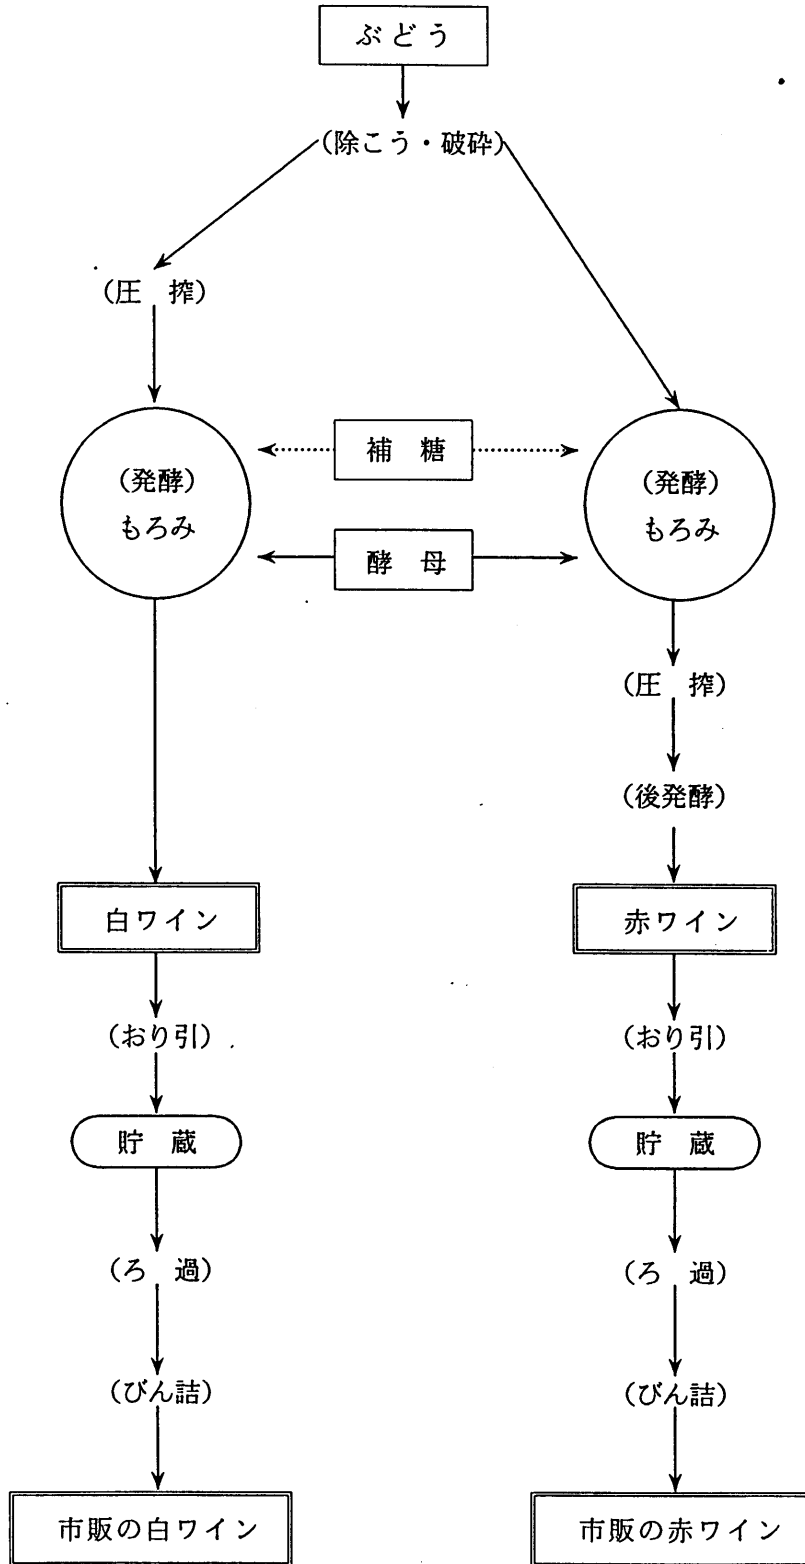 ぶどう
(除こう・破砕)
(圧　搾)
(発酵)
もろみ
補　糖
酵　母
(発酵)
もろみ
(圧　搾)
(後発酵)
白ワイン
赤ワイン
(おり引)
(おり引)
貯　蔵
貯　蔵
(ろ　過)
(ろ　過)
(びん詰)
(びん詰)
市販の白ワイン
市販の赤ワイン